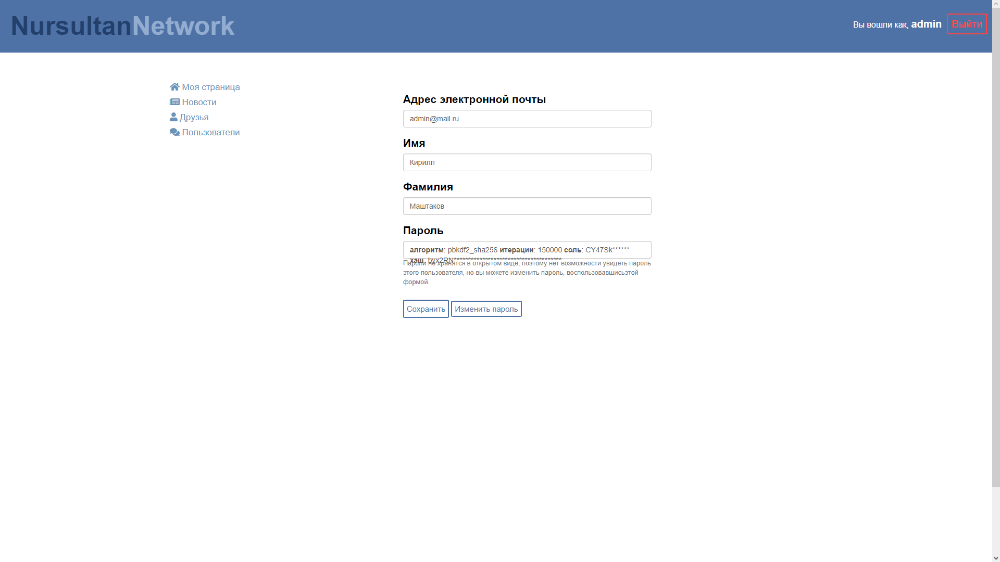 NursultanNetwork
Вы вошли как, admin Выйти
Моя страница
Новости
Друзья
Пользователи
Адрес электронной почты
admin@mail.ru
Имя
Кирилл
Фамилия
Маштаков
Пароль
алгоритм: pbkdf2_sha256 итерации: 150000 соль: CY47Sk******
хэш: byx2RN**************************************
Пароли не хранятся в открытом виде, поэтому нет возможности увидеть пароль
этого пользователя, но вы можете изменить пароль, воспользовавшисьэтой
формой.
Сохранить Изменить пароль